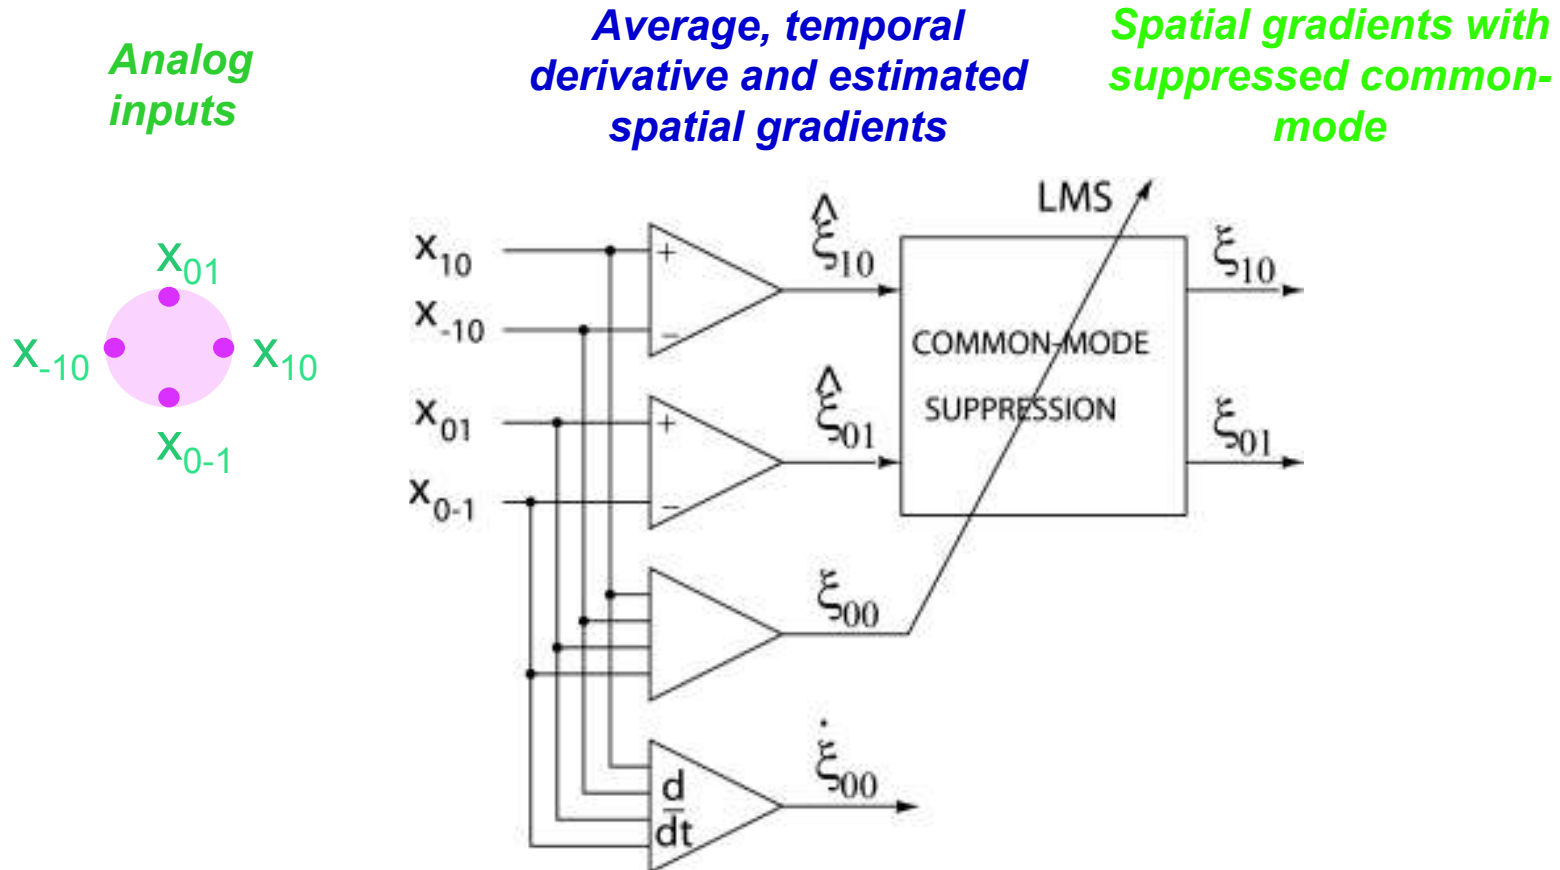 Analog
inputs
Average, temporal
derivative and estimated
spatial gradients
Spatial gradients with
suppressed common-
mode
x₀₁
x₋₁₀
x₁₀
x₀₋₁
x₁₀
x₋₁₀
x₀₁
x₀₋₁
+
−
+
−
d
dt
ξ̂₁₀
ξ̂₀₁
ξ₀₀
ξ̇₀₀
LMS
COMMON-MODE
SUPPRESSION
ξ₁₀
ξ₀₁